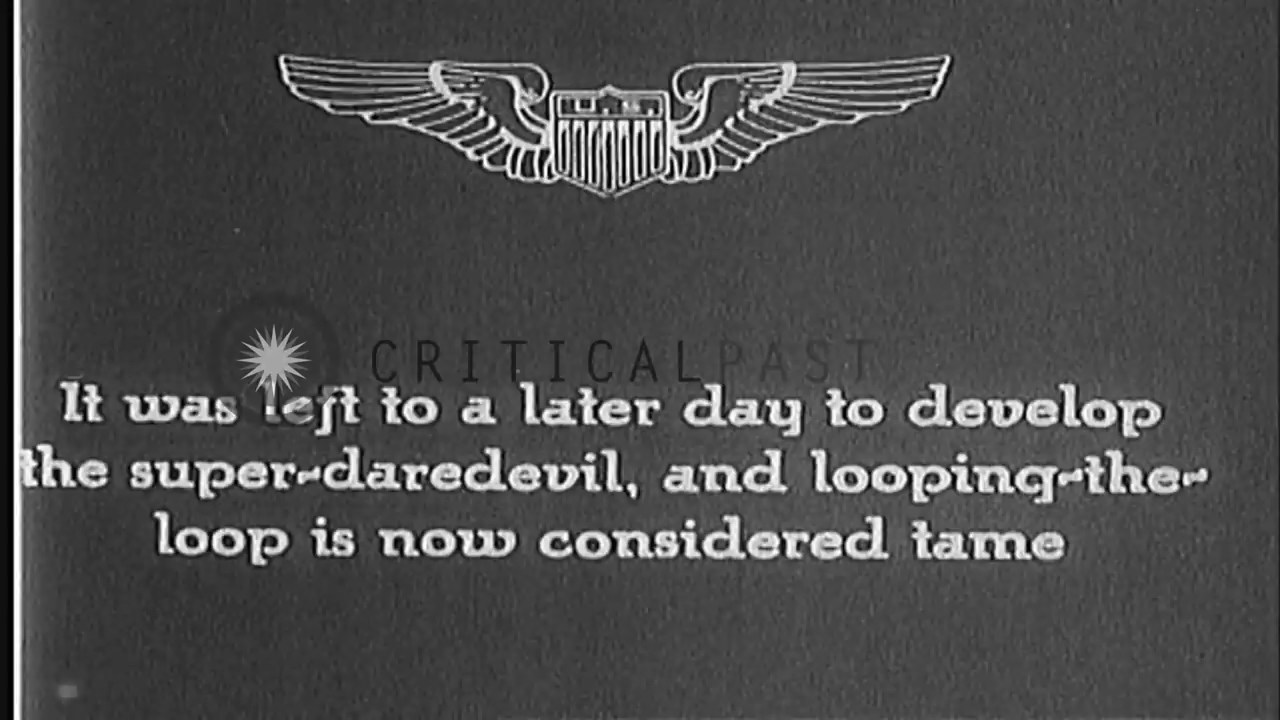 U.S.
CRITICALPAST
It was left to a later day to develop
the super-daredevil, and looping-the-
loop is now considered tame